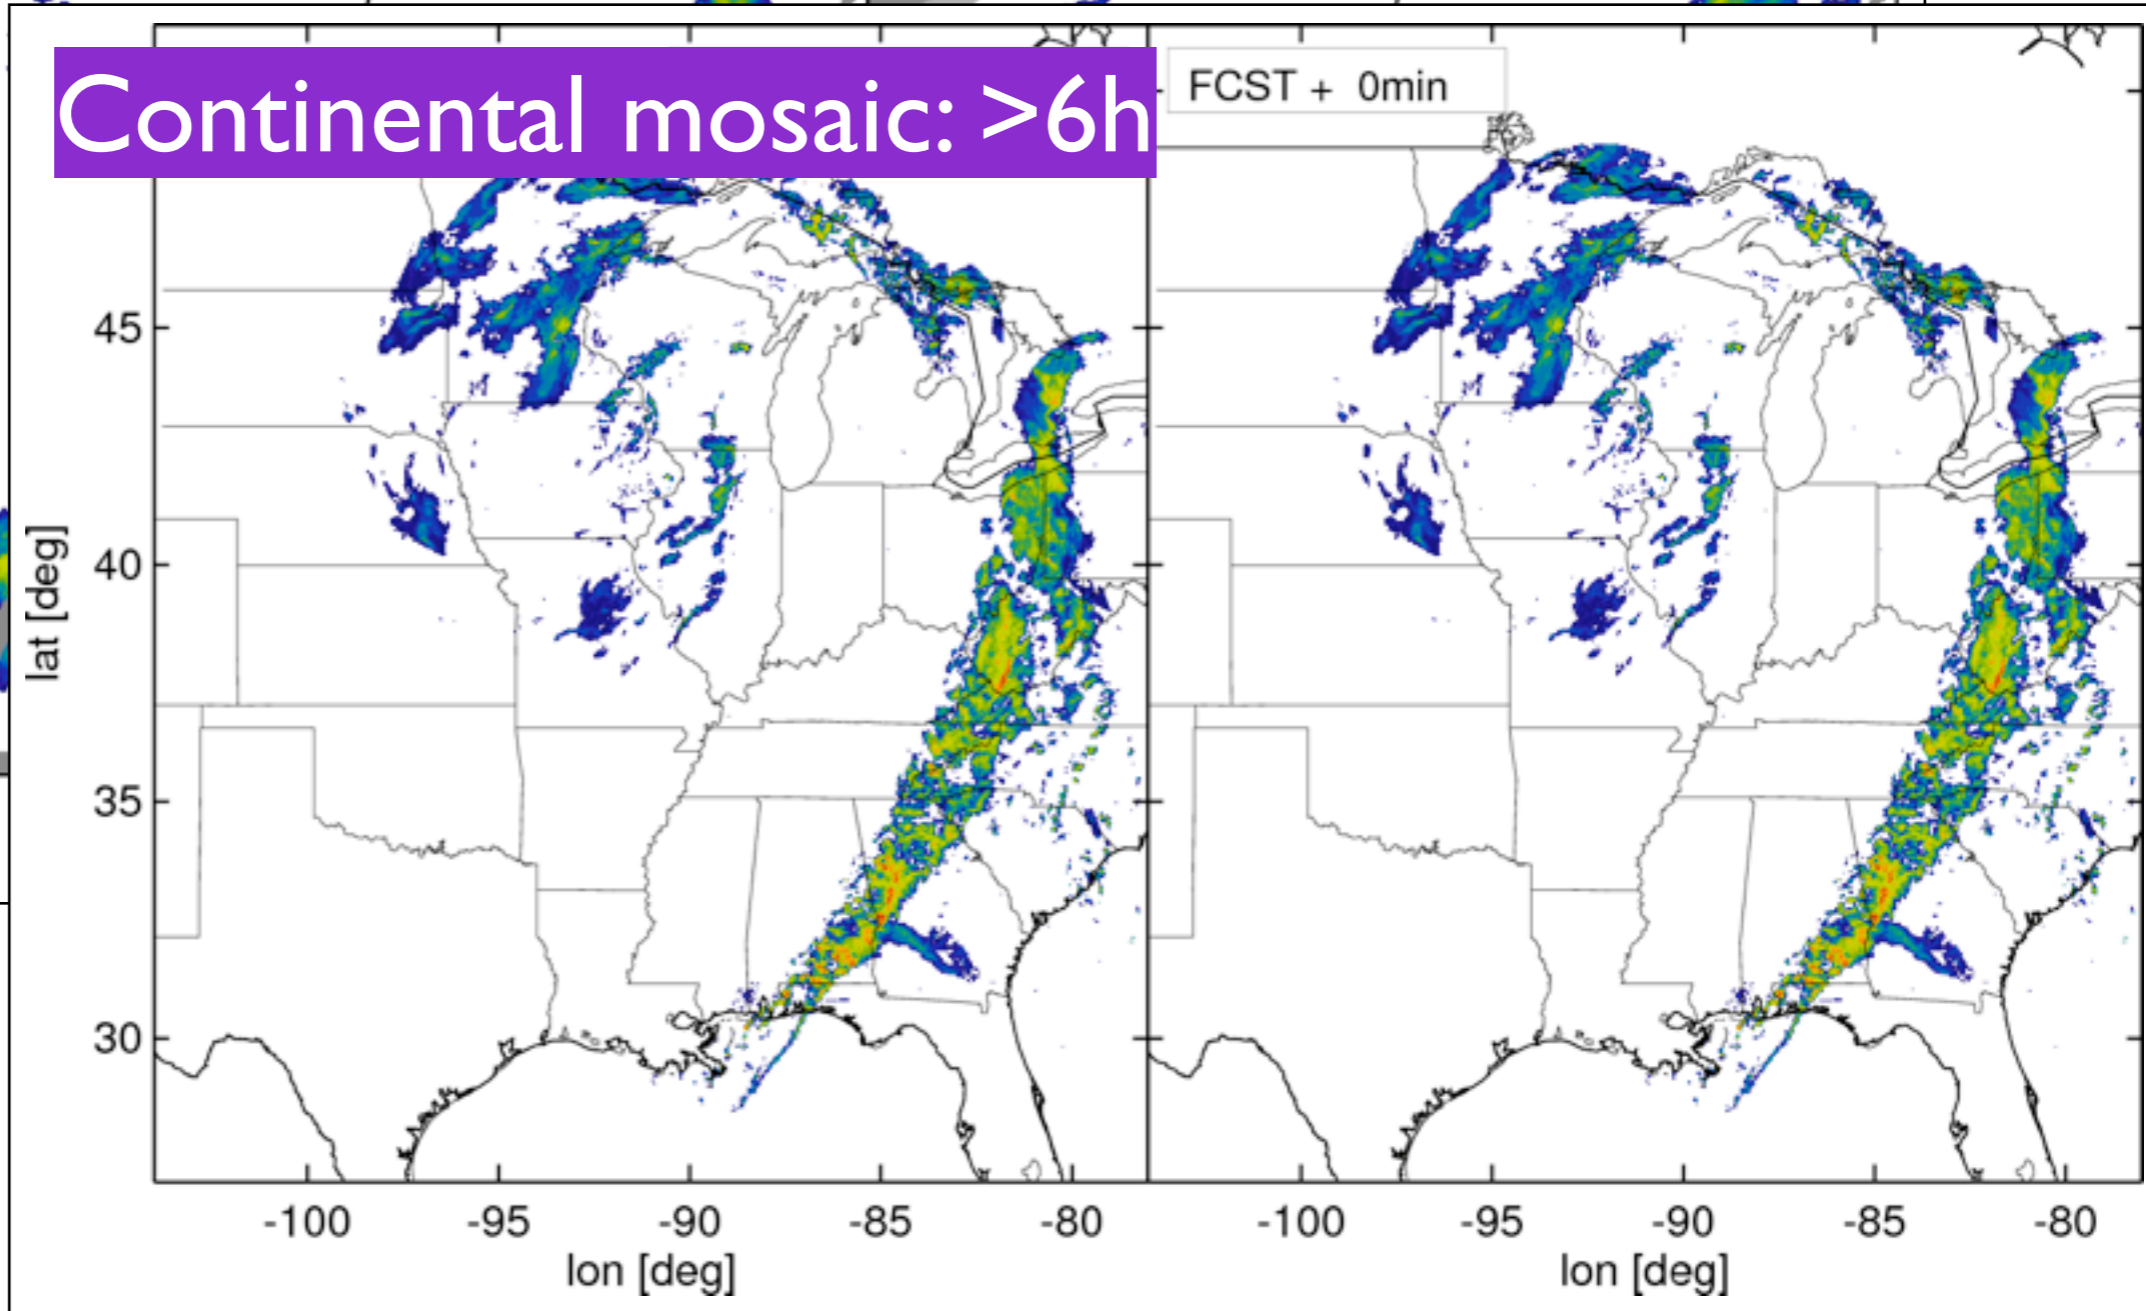 Continental mosaic: >6h
FCST + 0min
45
40
35
30
lat [deg]
-100 -95 -90 -85 -80
-100 -95 -90 -85 -80
lon [deg]
lon [deg]